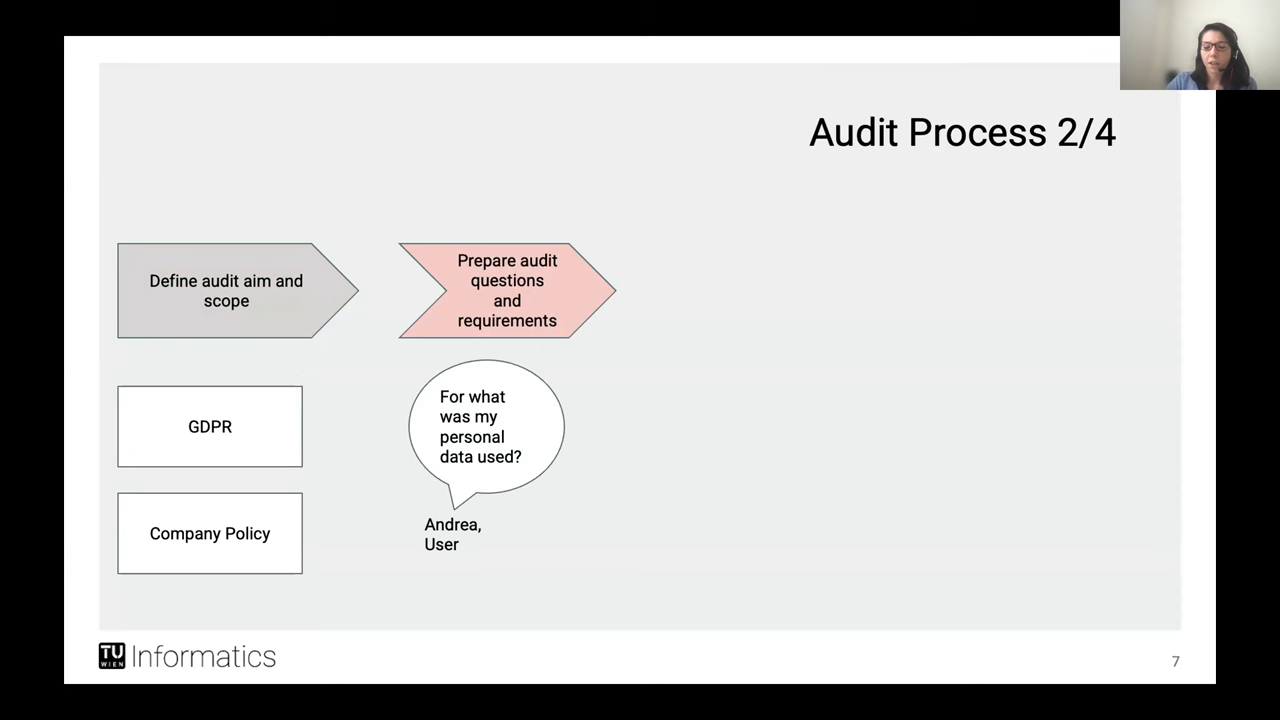 Audit Process 2/4
Define audit aim and
scope
Prepare audit
questions
and
requirements
GDPR
Company Policy
For what
was my
personal
data used?
Andrea,
User
TU
WIEN
Informatics
7